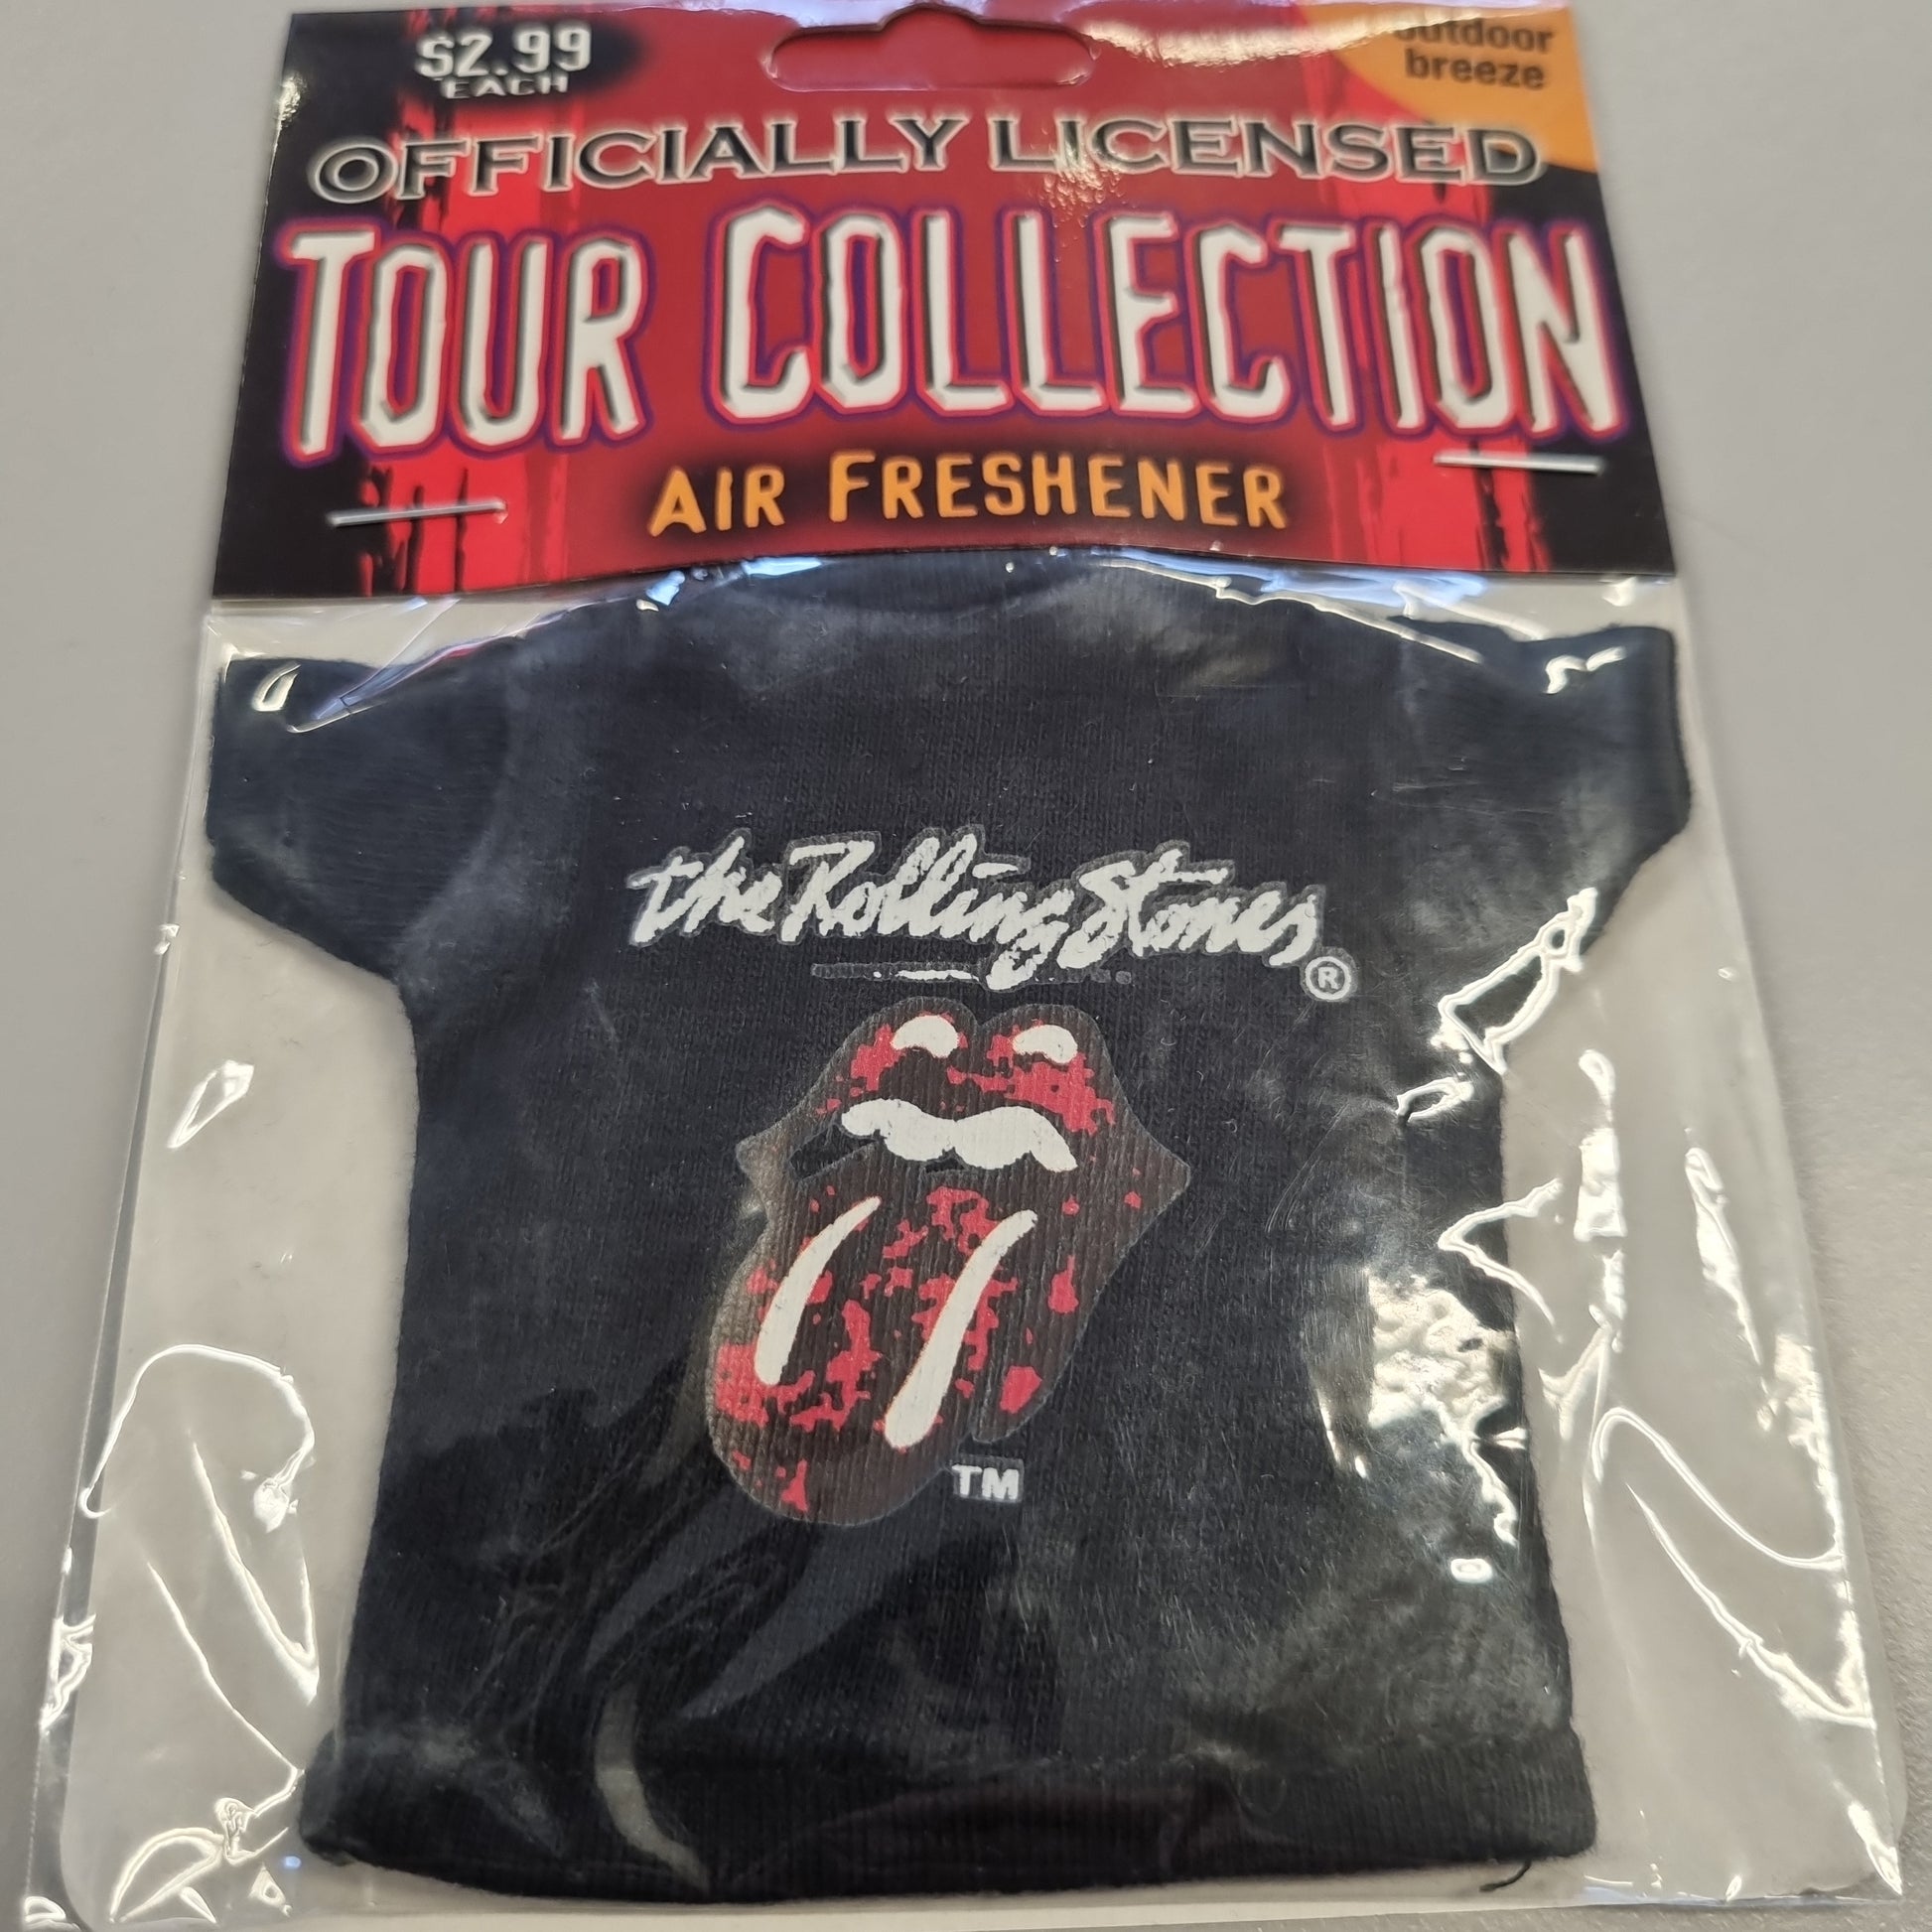 $2.99
EACH
outdoor
breeze
OFFICIALLY LICENSED
TOUR COLLECTION
AIR FRESHENER
the Rolling Stones ®
TM